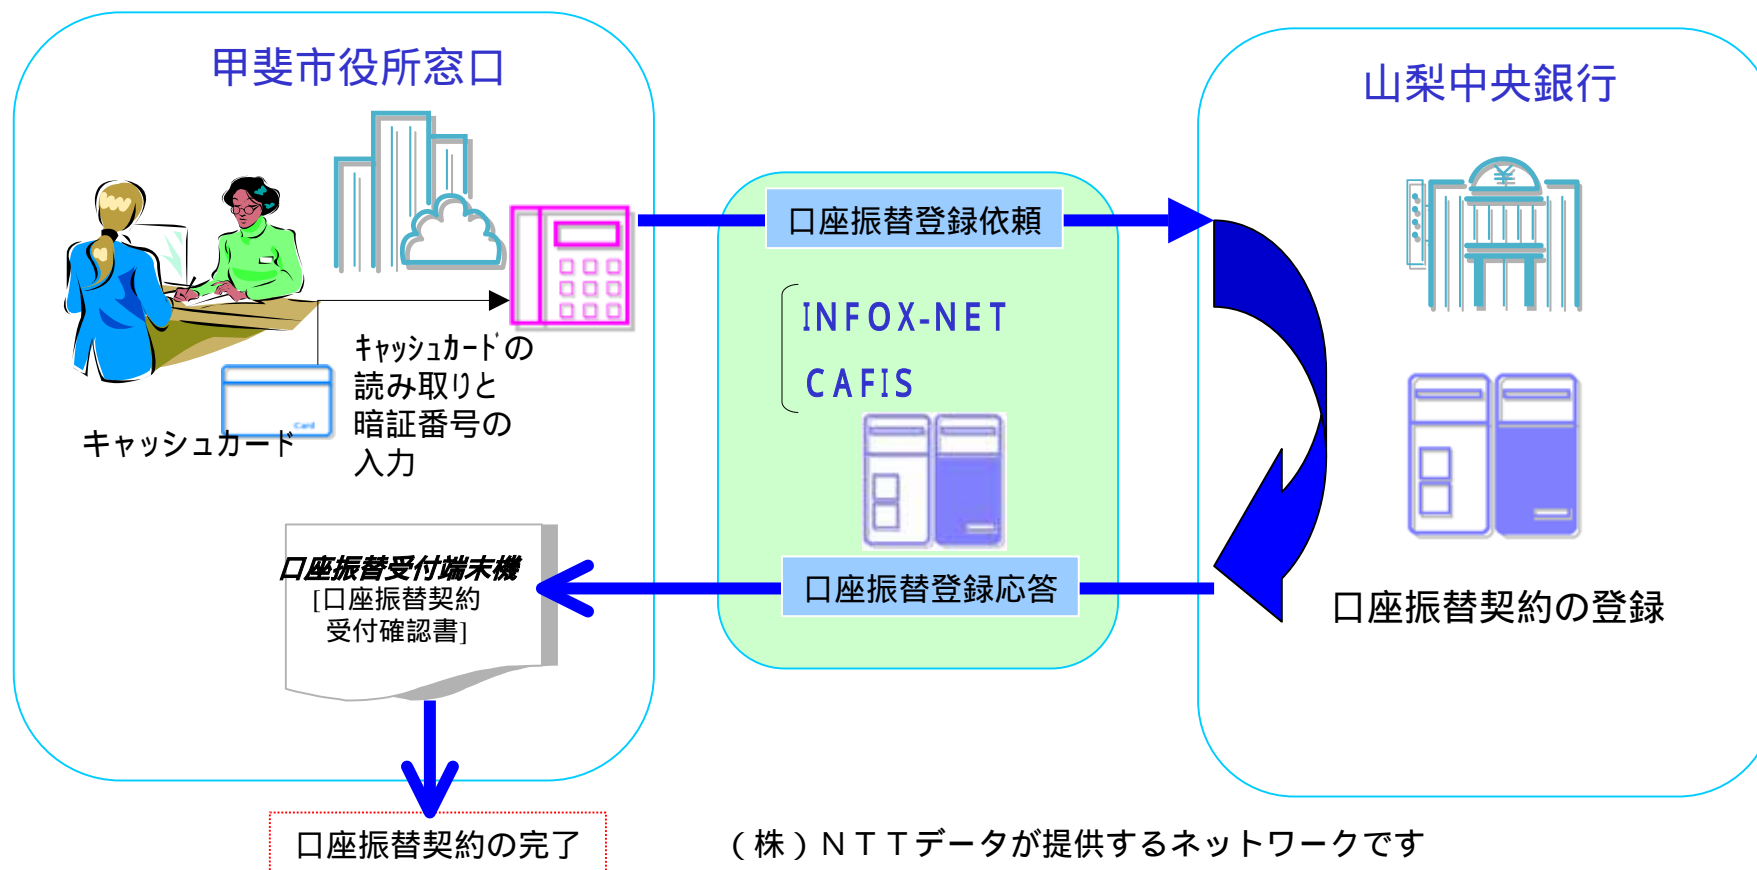 甲斐市役所窓口
山梨中央銀行
口座振替登録依頼
INFOX-NET
CAFIS
ｷｬｯｼｭｶｰﾄﾞの
読み取りと
暗証番号の
入力
Card
キャッシュカード
口座振替受付端末機
[口座振替契約
受付確認書]
口座振替登録応答
口座振替契約の登録
口座振替契約の完了
（株）ＮＴＴデータが提供するネットワークです